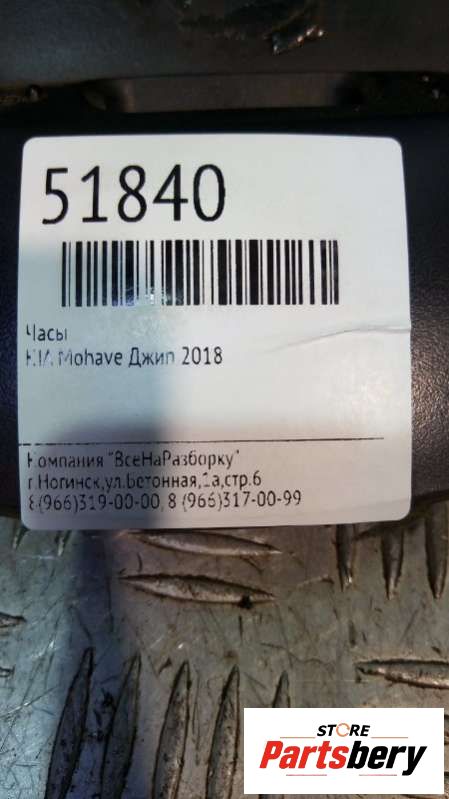 51840
Часы
KIA Mohave Джип 2018
Компания "ВсеНаРазборку"
г.Ногинск,ул.Бетонная,1а,стр.6
8(966)319-00-00, 8 (966)317-00-99
STORE
Partsbery